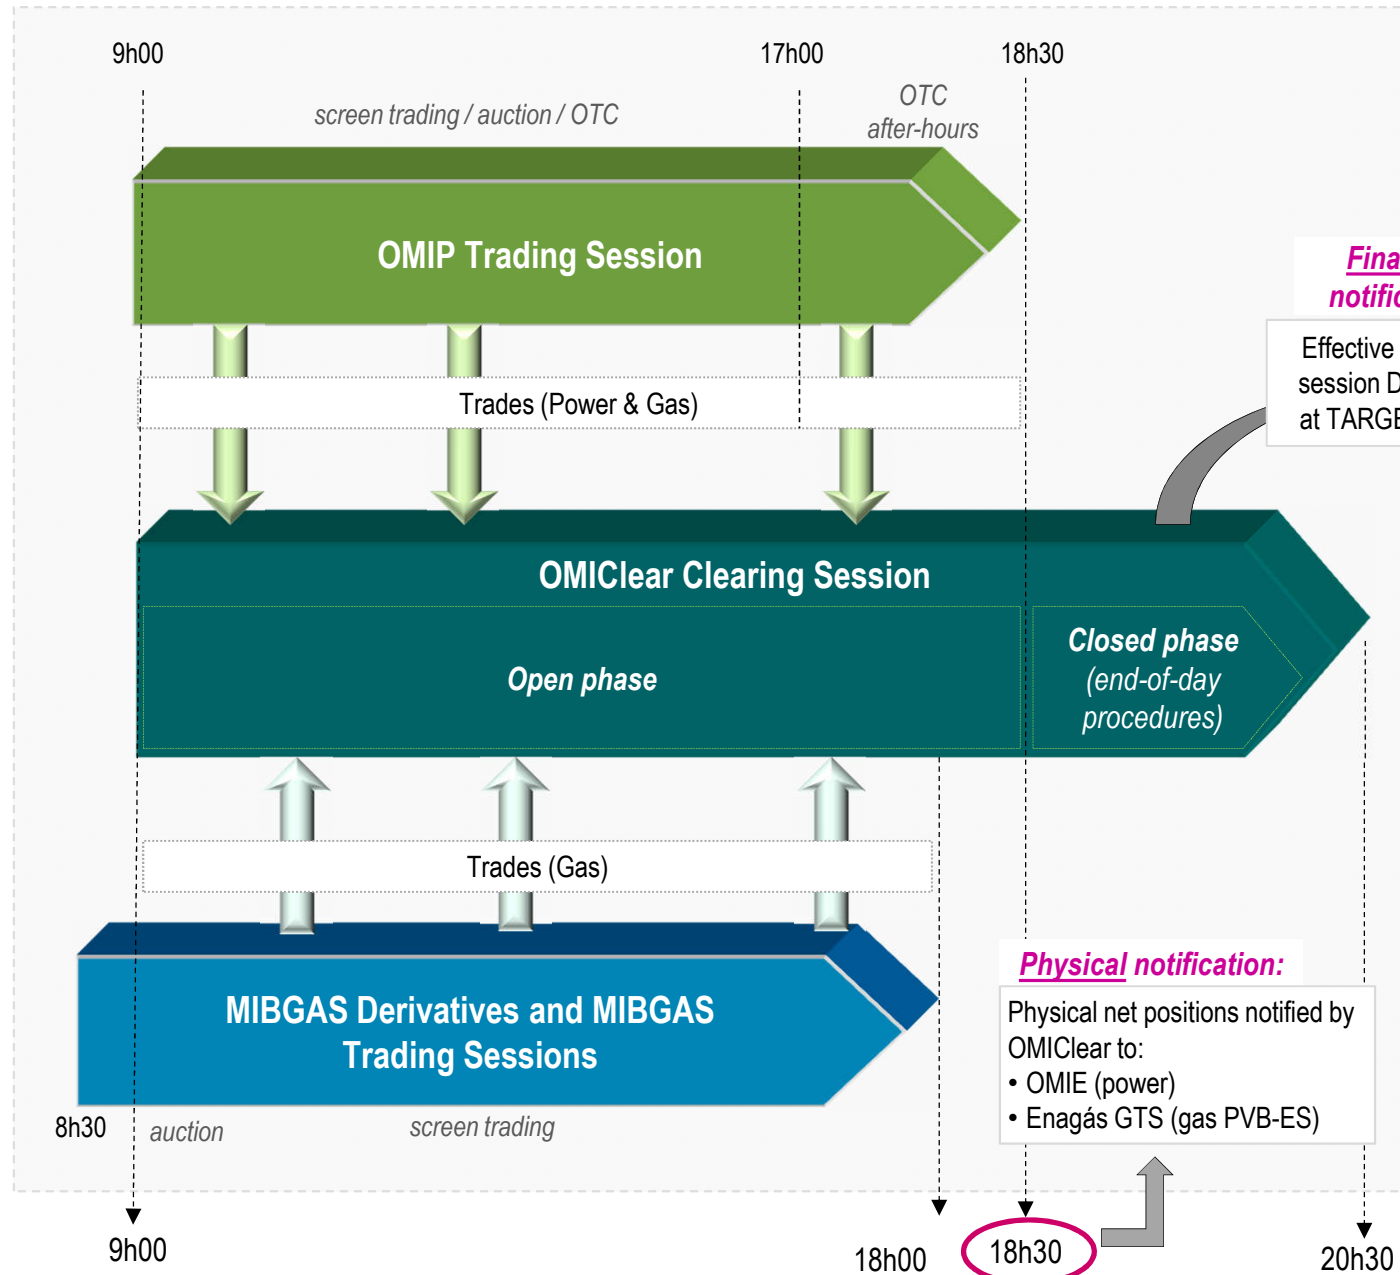 9h00
17h00
18h30
screen trading / auction / OTC
OTC
after-hours
OMIP Trading Session
Trades (Power & Gas)
Effective
session
at
OMIClear Clearing Session
Open phase
Closed phase
(end-of-day
procedures)
Trades (Gas)
MIBGAS Derivatives and MIBGAS
Trading Sessions
8h30
auction
screen trading
Physical notification:
Physical net positions notified by
OMIClear to:
• OMIE (power)
• Enagás GTS (gas PVB-ES)
9h00
18h00
18h30
20h30